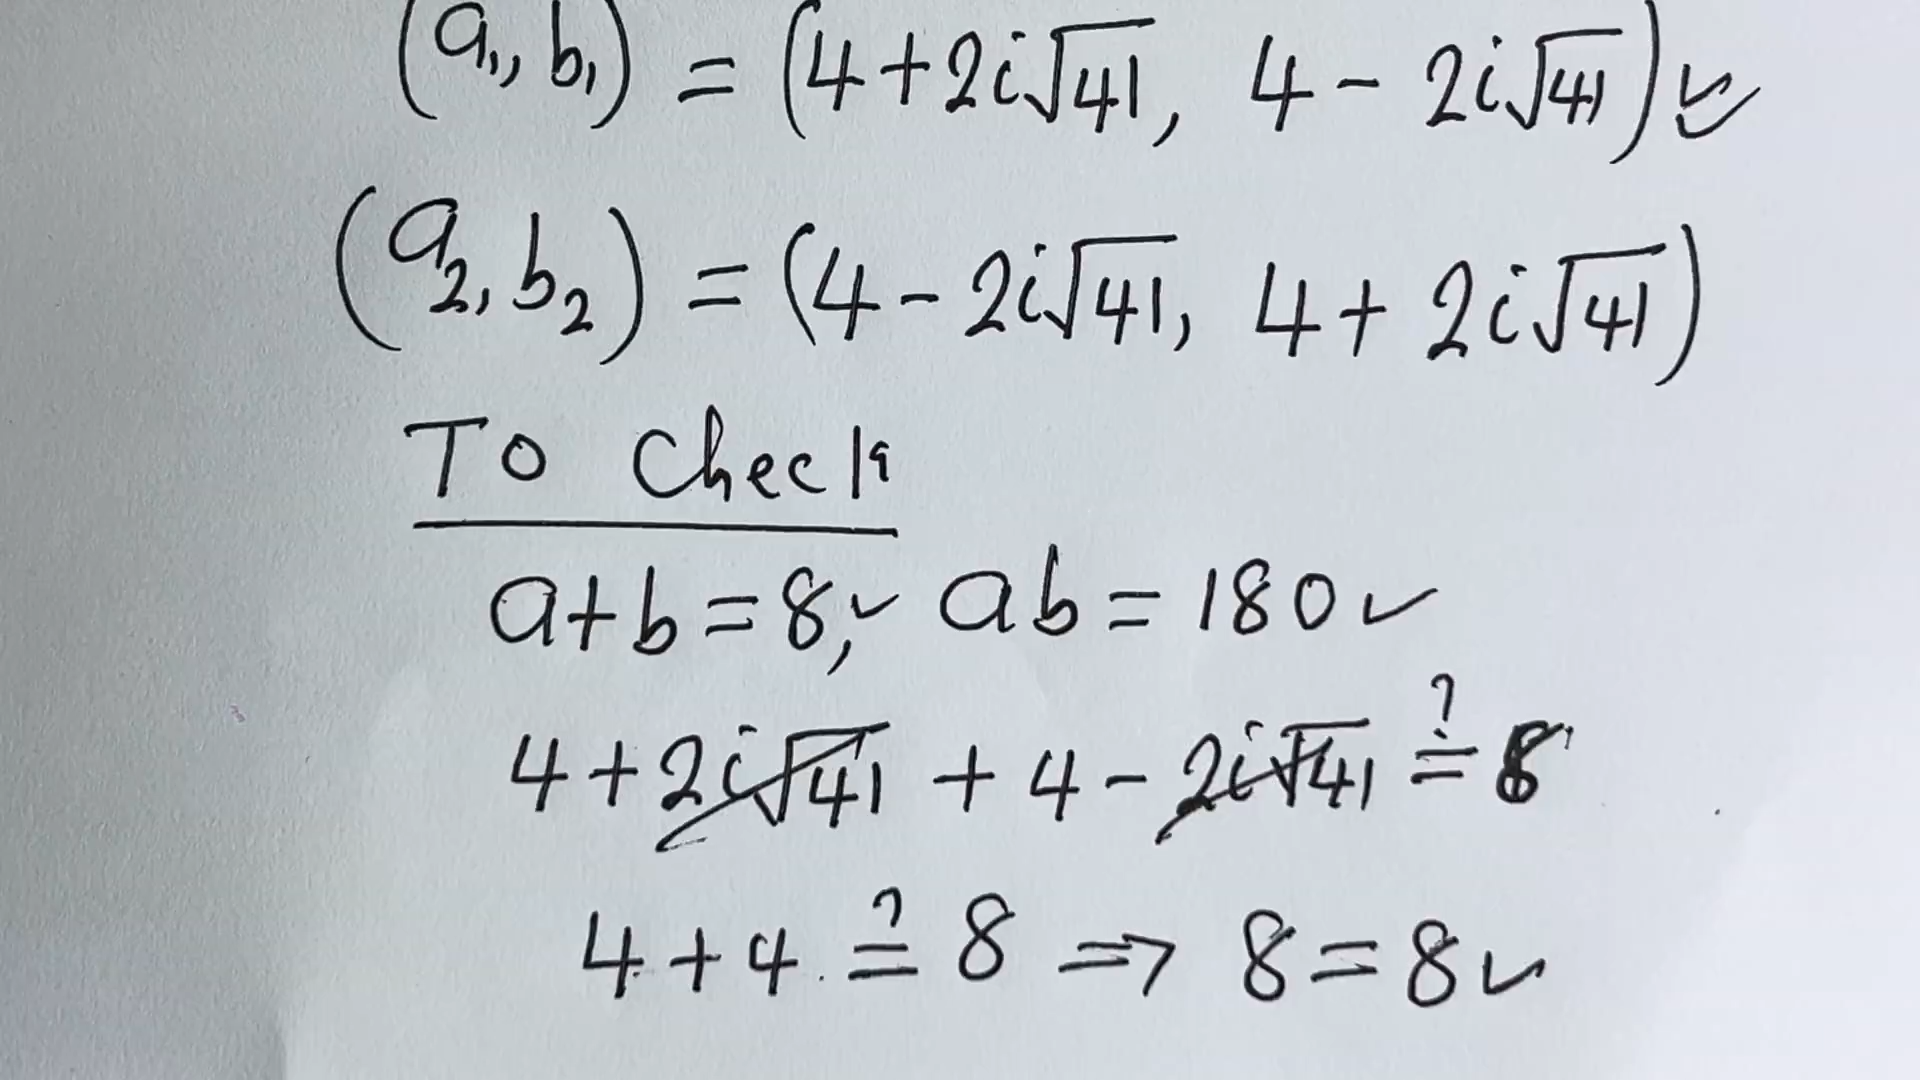 (a₁, b₁) = (4+2i√41, 4 - 2i√41) ✓
(a₂, b₂) = (4 - 2i√41, 4 + 2i√41)
To Check
a+b = 8, ✓ ab = 180 ✓
4 + 2i√41 + 4 - 2i√41 ≟ 8
4 + 4 ≟ 8 ⇒ 8 = 8 ✓